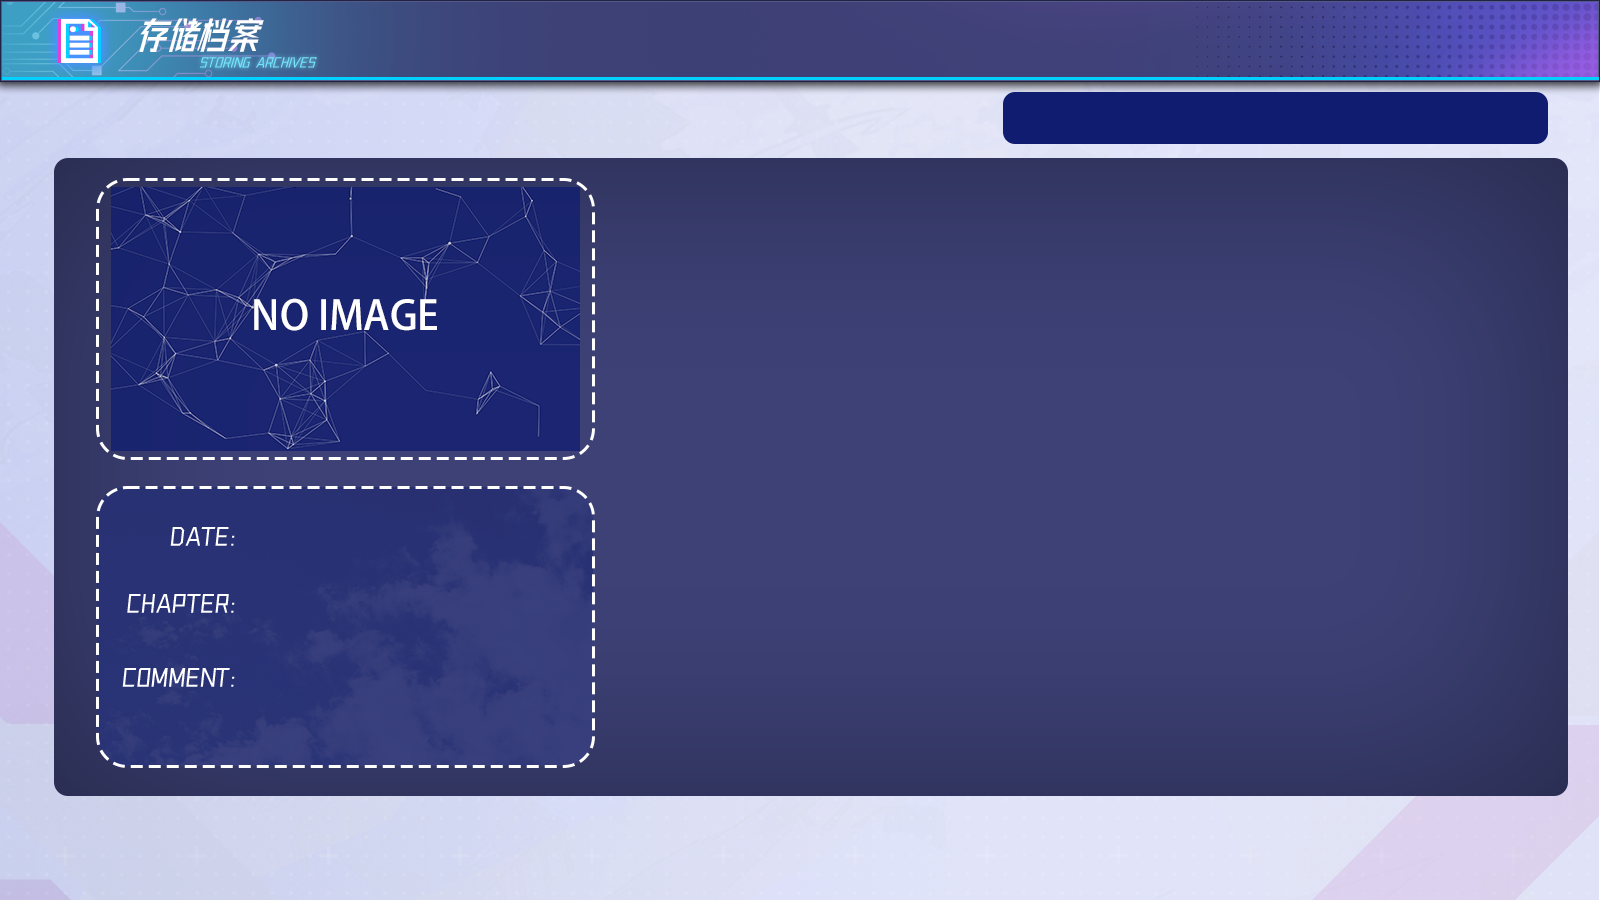 存储档案
STORING ARCHIVES
NO IMAGE
DATE:
CHAPTER:
COMMENT: